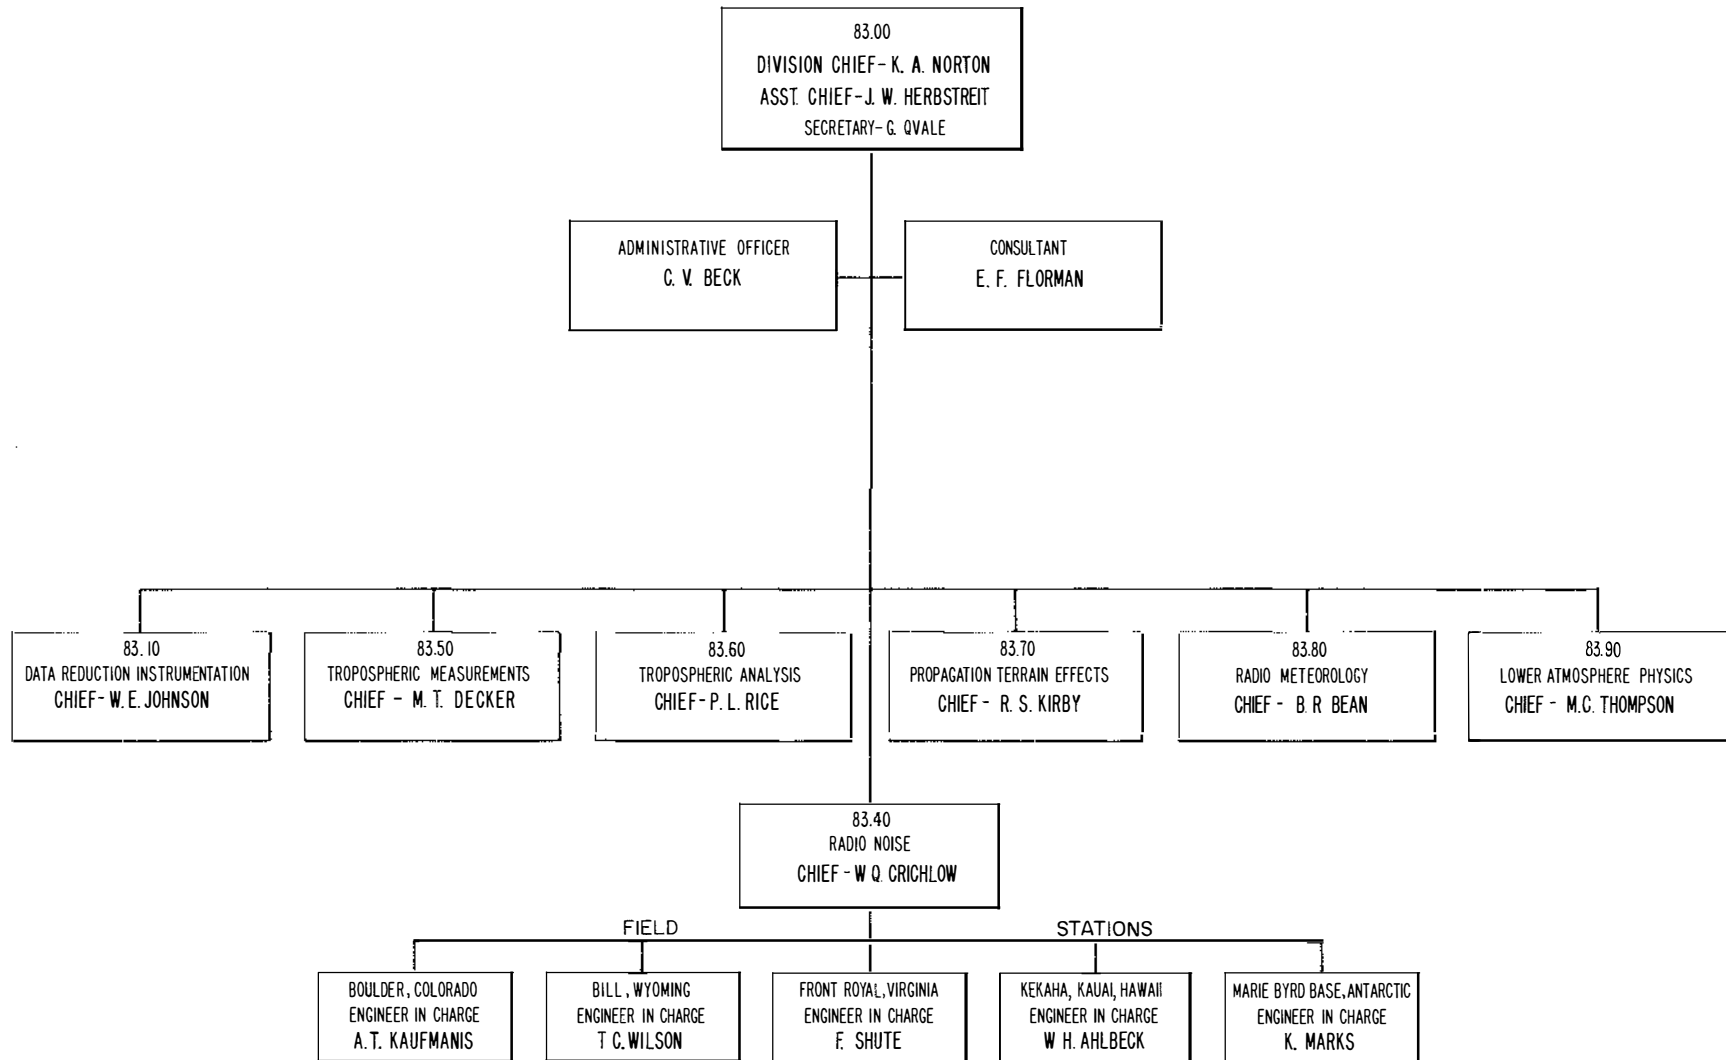 83.00
DIVISION CHIEF- K. A. NORTON
ASST. CHIEF-J. W. HERBSTREIT
SECRETARY- G. QVALE
ADMINISTRATIVE OFFICER
C. V. BECK
CONSULTANT
E. F. FLORMAN
83.10
DATA REDUCTION INSTRUMENTATION
CHIEF- W. E. JOHNSON
83.50
TROPOSPHERIC MEASUREMENTS
CHIEF - M. T. DECKER
83.60
TROPOSPHERIC ANALYSIS
CHIEF- P. L. RICE
83.70
PROPAGATION TERRAIN EFFECTS
CHIEF - R. S. KIRBY
83.80
RADIO METEOROLOGY
CHIEF - B. R BEAN
83.90
LOWER ATMOSPHERE PHYSICS
CHIEF - M.C. THOMPSON
83.40
RADIO NOISE
CHIEF - W Q. CRICHLOW
FIELD STATIONS
BOULDER, COLORADO
ENGINEER IN CHARGE
A.T. KAUFMANIS
BILL, WYOMING
ENGINEER IN CHARGE
T C. WILSON
FRONT ROYAL, VIRGINIA
ENGINEER IN CHARGE
F. SHUTE
KEKAHA, KAUAI, HAWAII
ENGINEER IN CHARGE
W H. AHLBECK
MARIE BYRD BASE, ANTARCTIC
ENGINEER IN CHARGE
K. MARKS